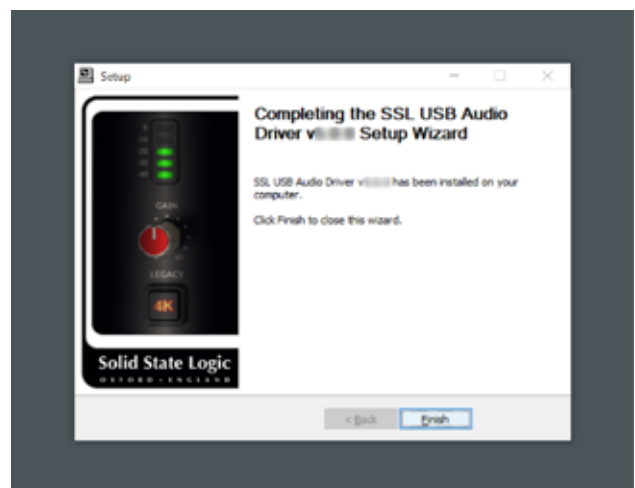 Setup
Completing the SSL USB Audio
Driver v Setup Wizard
SSL USB Audio Driver v has been installed on your
computer.
Click Finish to close this wizard.
GAIN
LEGACY
4K
Solid State Logic
OXFORD · ENGLAND
< Back
Finish